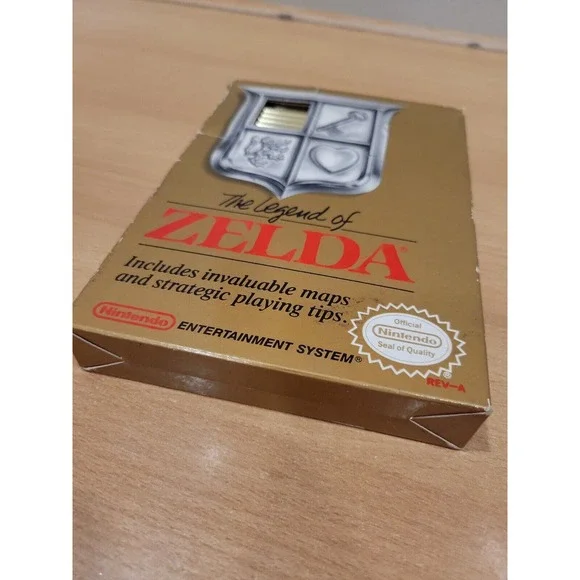 The Legend of
ZELDA®
Includes invaluable maps
and strategic playing tips.
Nintendo
ENTERTAINMENT SYSTEM®
Official
Nintendo
Seal of Quality
®
REV-A